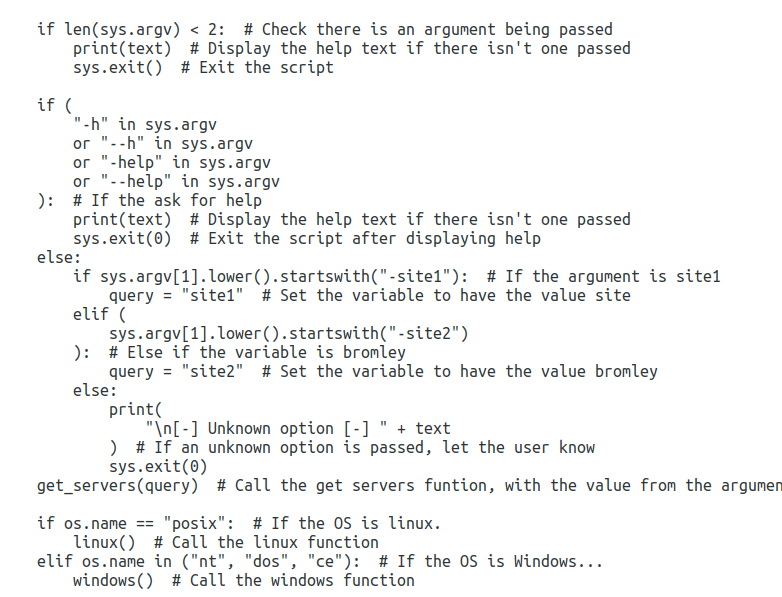 if len(sys.argv) < 2:  # Check there is an argument being passed
    print(text)  # Display the help text if there isn't one passed
    sys.exit()  # Exit the script

if (
    "-h" in sys.argv
    or "--h" in sys.argv
    or "-help" in sys.argv
    or "--help" in sys.argv
):  # If the ask for help
    print(text)  # Display the help text if there isn't one passed
    sys.exit(0)  # Exit the script after displaying help
else:
    if sys.argv[1].lower().startswith("-site1"):  # If the argument is site1
        query = "site1"  # Set the variable to have the value site
    elif (
        sys.argv[1].lower().startswith("-site2")
    ):  # Else if the variable is bromley
        query = "site2"  # Set the variable to have the value bromley
    else:
        print(
            "\n[-] Unknown option [-] " + text
        )  # If an unknown option is passed, let the user know
        sys.exit(0)
get_servers(query)  # Call the get servers funtion, with the value from the argumen

if os.name == "posix":  # If the OS is linux.
    linux()  # Call the linux function
elif os.name in ("nt", "dos", "ce"):  # If the OS is Windows...
    windows()  # Call the windows function